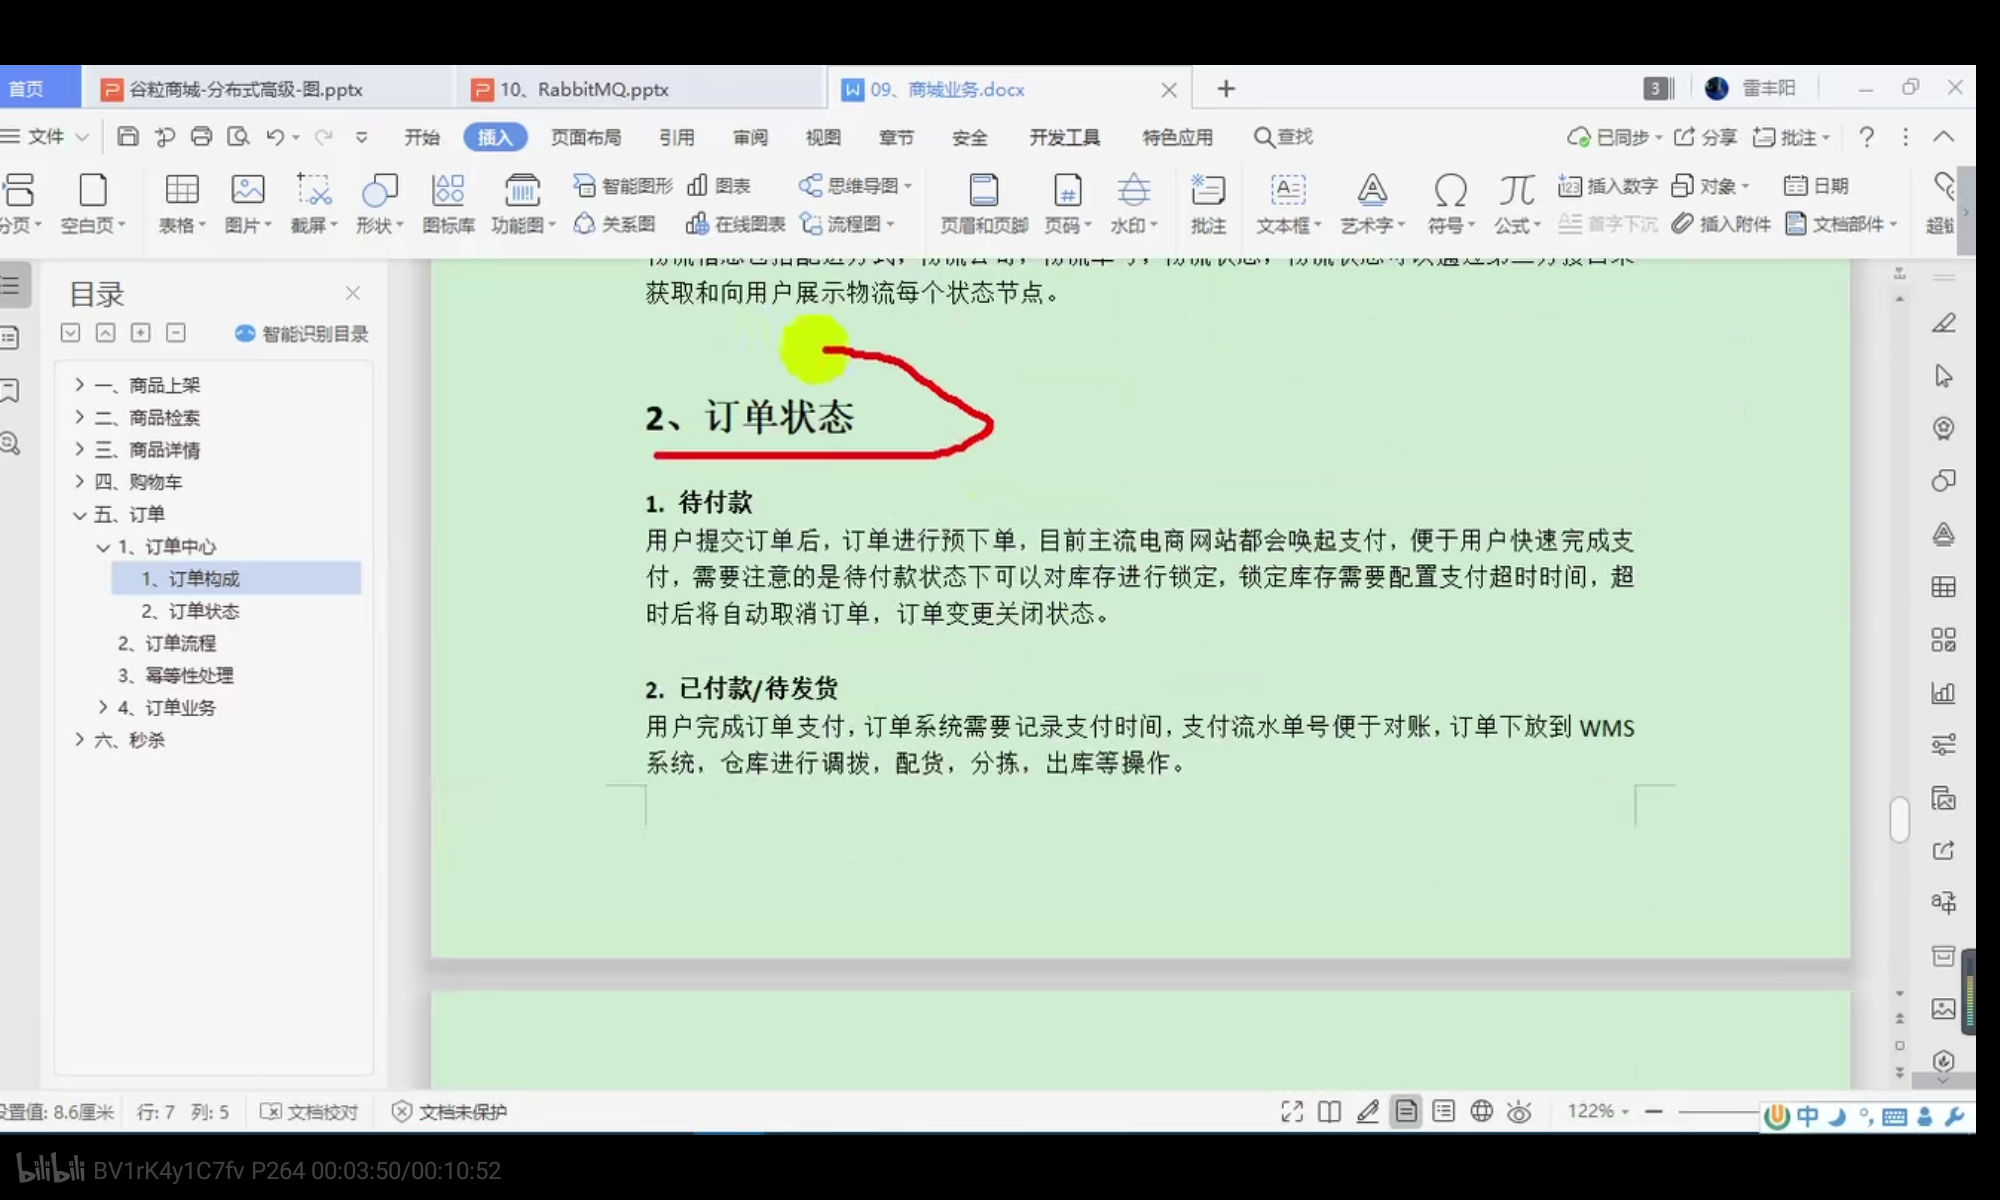 首页
谷粒商城-分布式高级-图.pptx
10、RabbitMQ.pptx
09、商城业务.docx
3
雷丰阳
文件
开始
插入
页面布局
引用
审阅
视图
章节
安全
开发工具
特色应用
查找
已同步
分享
批注
分页
空白页
表格
图片
截屏
形状
图标库
功能图
智能图形
图表
关系图
在线图表
思维导图
流程图
页眉和页脚
页码
水印
批注
文本框
艺术字
符号
公式
插入数字
首字下沉
对象
插入附件
日期
文档部件
目录
智能识别目录
一、商品上架
二、商品检索
三、商品详情
四、购物车
五、订单
1、订单中心
1、订单构成
2、订单状态
2、订单流程
3、幂等性处理
4、订单业务
六、秒杀
获取和向用户展示物流每个状态节点。
2、订单状态
1. 待付款
用户提交订单后，订单进行预下单，目前主流电商网站都会唤起支付，便于用户快速完成支
付，需要注意的是待付款状态下可以对库存进行锁定，锁定库存需要配置支付超时时间，超
时后将自动取消订单，订单变更关闭状态。
2. 已付款/待发货
用户完成订单支付，订单系统需要记录支付时间，支付流水单号便于对账，订单下放到 WMS
系统，仓库进行调拨，配货，分拣，出库等操作。
设置值: 8.6厘米
行: 7
列: 5
文档校对
文档未保护
122%
中
bilibili BV1rK4y1C7fv P264 00:03:50/00:10:52